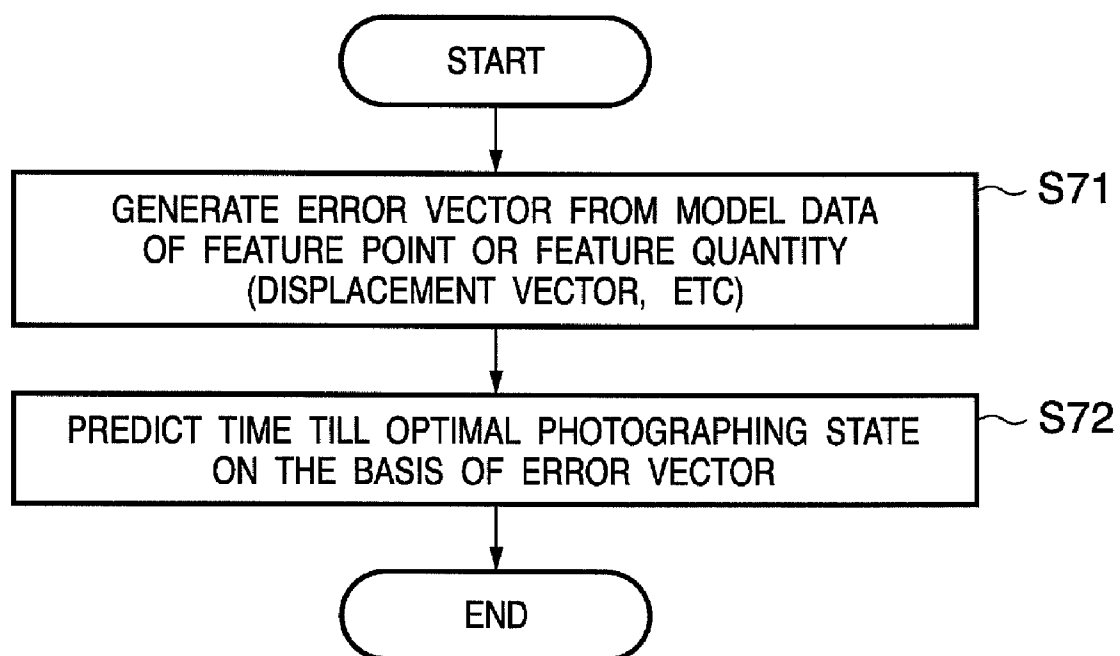 START
GENERATE ERROR VECTOR FROM MODEL DATA
OF FEATURE POINT OR FEATURE QUANTITY
(DISPLACEMENT VECTOR, ETC)
S71
PREDICT TIME TILL OPTIMAL PHOTOGRAPHING STATE
ON THE BASIS OF ERROR VECTOR
S72
END